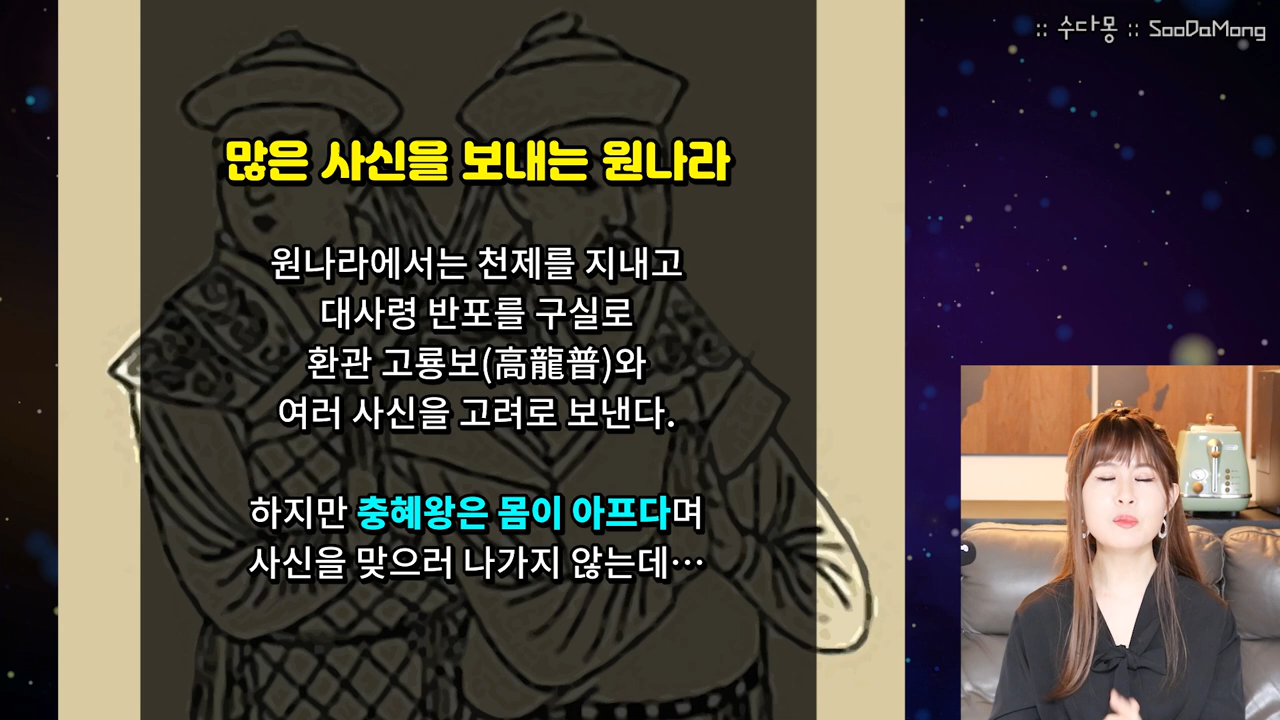 :: 수다몽 :: SooDaMong
많은 사신을 보내는 원나라
원나라에서는 천제를 지내고
대사령 반포를 구실로
환관 고룡보(高龍普)와
여러 사신을 고려로 보낸다.
하지만 충혜왕은 몸이 아프다며
사신을 맞으러 나가지 않는데…